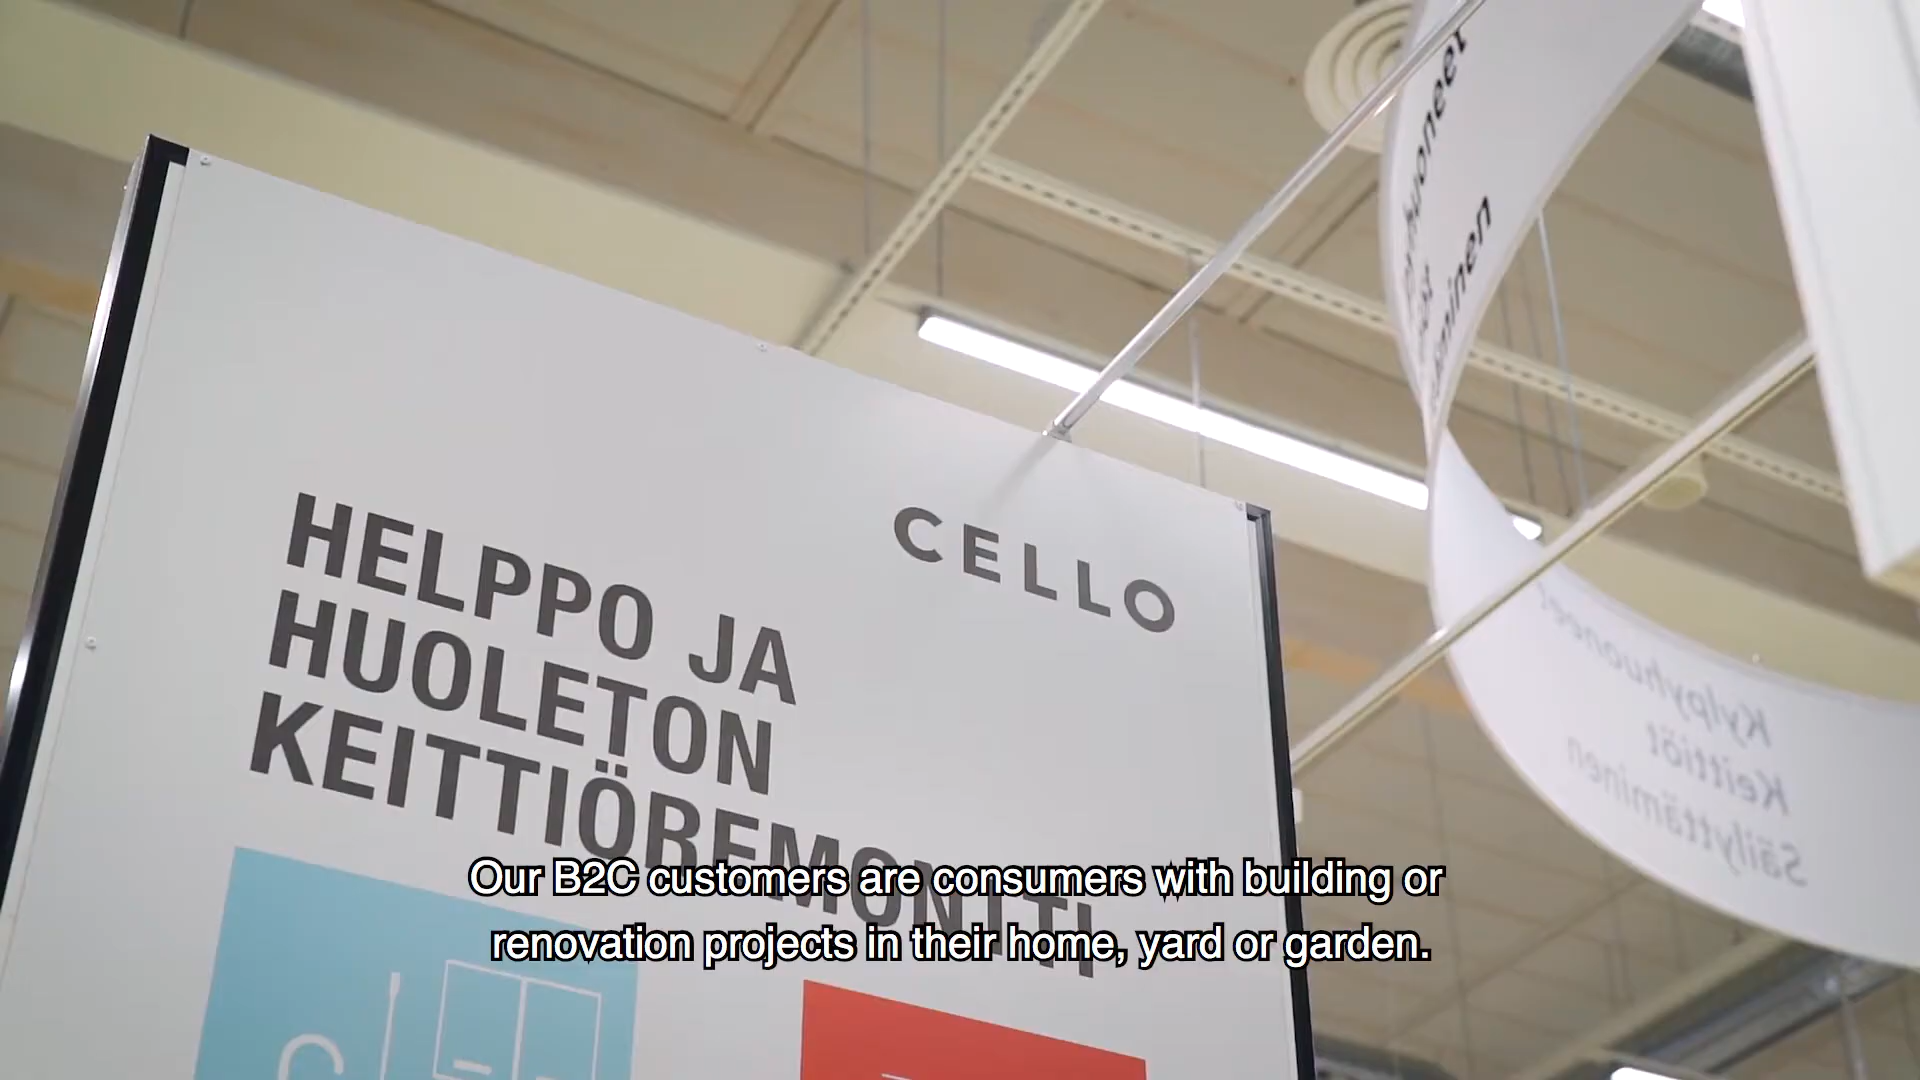 CELLO
HELPPO JA
HUOLETON
KEITTIÖREMONTTI
Kylpyhuoneet
Keittiöt
Säilyttäminen
Our B2C customers are consumers with building or
renovation projects in their home, yard or garden.